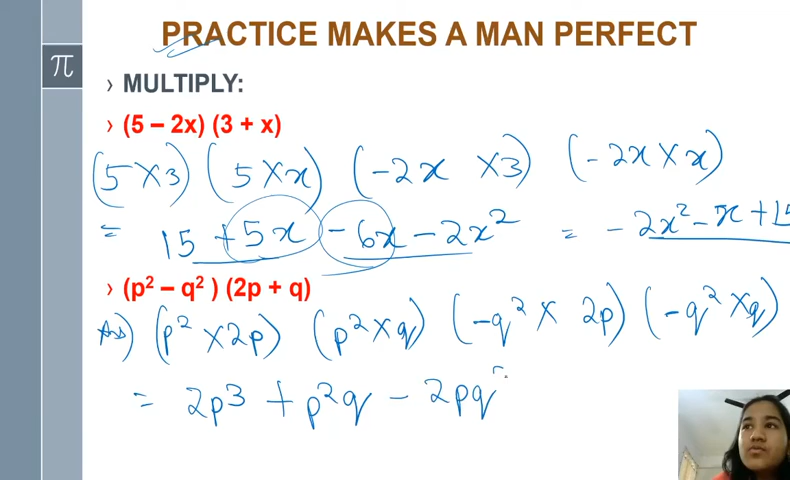 PRACTICE MAKES A MAN PERFECT
π
› MULTIPLY:
› (5 – 2x) (3 + x)
(5 × 3) (5 × x) (-2x × 3) (-2x × x)
= 15 + 5x - 6x - 2x² = - 2x² - x + 15
› (p² – q² ) (2p + q)
Ans) (p² × 2p) (p² × q) (-q² × 2p) (-q² × q)
= 2p³ + p²q - 2pq